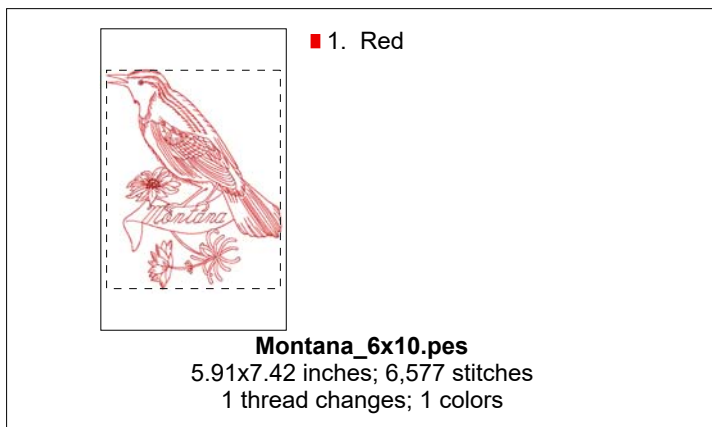 1. Red
Montana
Montana_6x10.pes
5.91x7.42 inches; 6,577 stitches
1 thread changes; 1 colors